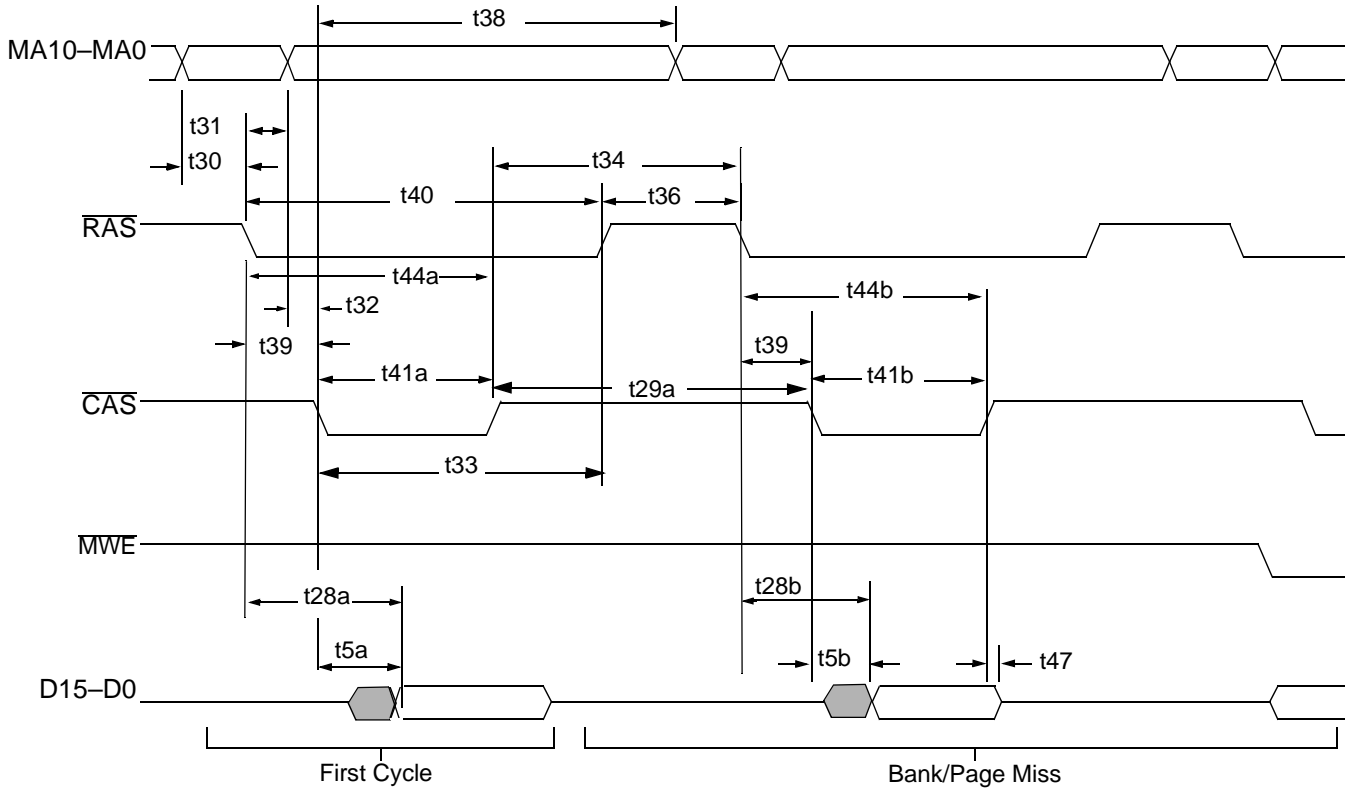 t38
MA10–MA0
t31
t30
t34
t40
t36
RAS
t44a
t44b
t32
t39
t39
t41a
t29a
t41b
CAS
t33
MWE
t28a
t28b
t5a
t5b
t47
D15–D0
First Cycle
Bank/Page Miss